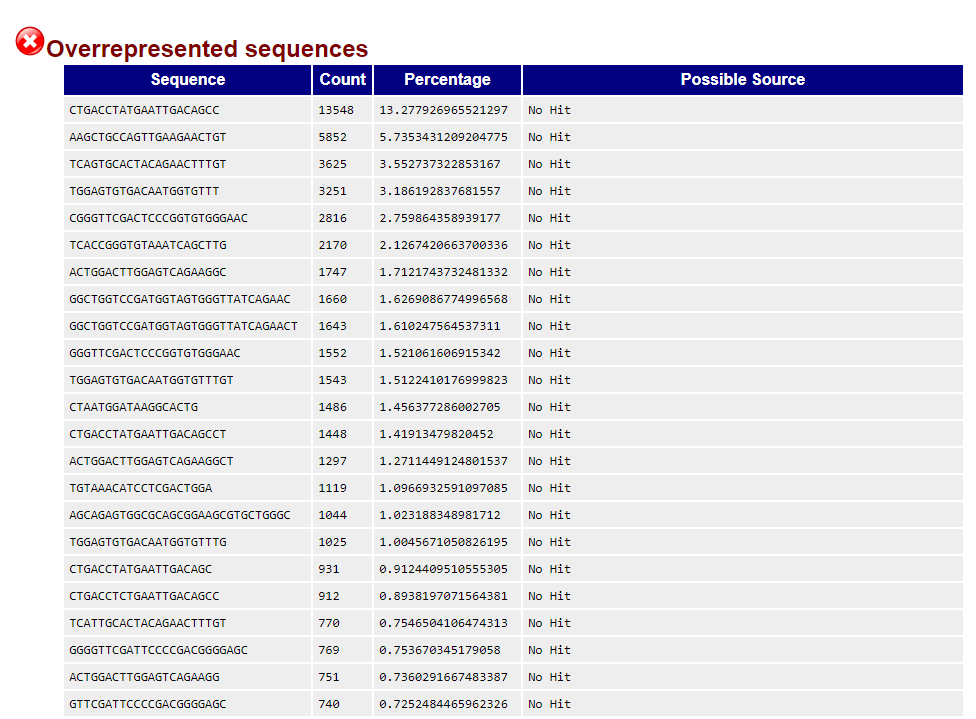 Overrepresented sequences
Sequence Count Percentage Possible Source
CTGACCTATGAATTGACAGCC 13548 13.277926965521297 No Hit
AAGCTGCCAGTTGAAGAACTGT 5852 5.7353431209204775 No Hit
TCAGTGCACTACAGAACTTTGT 3625 3.552737322853167 No Hit
TGGAGTGTGACAATGGTGTTT 3251 3.186192837681557 No Hit
CGGGTTCGACTCCCGGTGTGGGAAC 2816 2.759864358939177 No Hit
TCACCGGGTGTAAATCAGCTTG 2170 2.1267420663700336 No Hit
ACTGGACTTGGAGTCAGAAGGC 1747 1.7121743732481332 No Hit
GGCTGGTCCGATGGTAGTGGGTTATCAGAAC 1660 1.6269086774996568 No Hit
GGCTGGTCCGATGGTAGTGGGTTATCAGAACT 1643 1.610247564537311 No Hit
GGGTTCGACTCCCGGTGTGGGAAC 1552 1.521061606915342 No Hit
TGGAGTGTGACAATGGTGTTTGT 1543 1.5122410176999823 No Hit
CTAATGGATAAGGCACTG 1486 1.456377286002705 No Hit
CTGACCTATGAATTGACAGCCT 1448 1.41913479820452 No Hit
ACTGGACTTGGAGTCAGAAGGCT 1297 1.2711449124801537 No Hit
TGTAAACATCCTCGACTGGA 1119 1.0966932591097085 No Hit
AGCAGAGTGGCGCAGCGGAAGCGTGCTGGGC 1044 1.023188348981712 No Hit
TGGAGTGTGACAATGGTGTTTG 1025 1.0045671050826195 No Hit
CTGACCTATGAATTGACAGC 931 0.9124409510555305 No Hit
CTGACCTCTGAATTGACAGCC 912 0.8938197071564381 No Hit
TCATTGCACTACAGAACTTTGT 770 0.7546504106474313 No Hit
GGGGTTCGATTCCCCGACGGGGAGC 769 0.753670345179058 No Hit
ACTGGACTTGGAGTCAGAAGG 751 0.7360291667483387 No Hit
GTTCGATTCCCCGACGGGGAGC 740 0.7252484465962326 No Hit